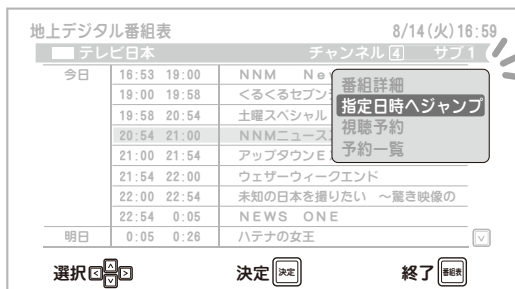 地上デジタル番組表 8/14(火)16:59
テレビ日本 チャンネル 4 サブ1
今日 16:53 19:00 NNM Ne
19:00 19:58 くるくるセブン
19:58 20:54 土曜スペシャル
20:54 21:00 NNMニュース
21:00 21:54 アップタウンE
21:54 22:00 ウェザーウィークエンド
22:00 22:54 未知の日本を撮りたい ～驚き映像の
22:54 0:05 NEWS ONE
明日 0:05 0:26 ハテナの女王
番組詳細
指定日時へジャンプ
視聴予約
予約一覧
選択 決定 決定 終了 番組表